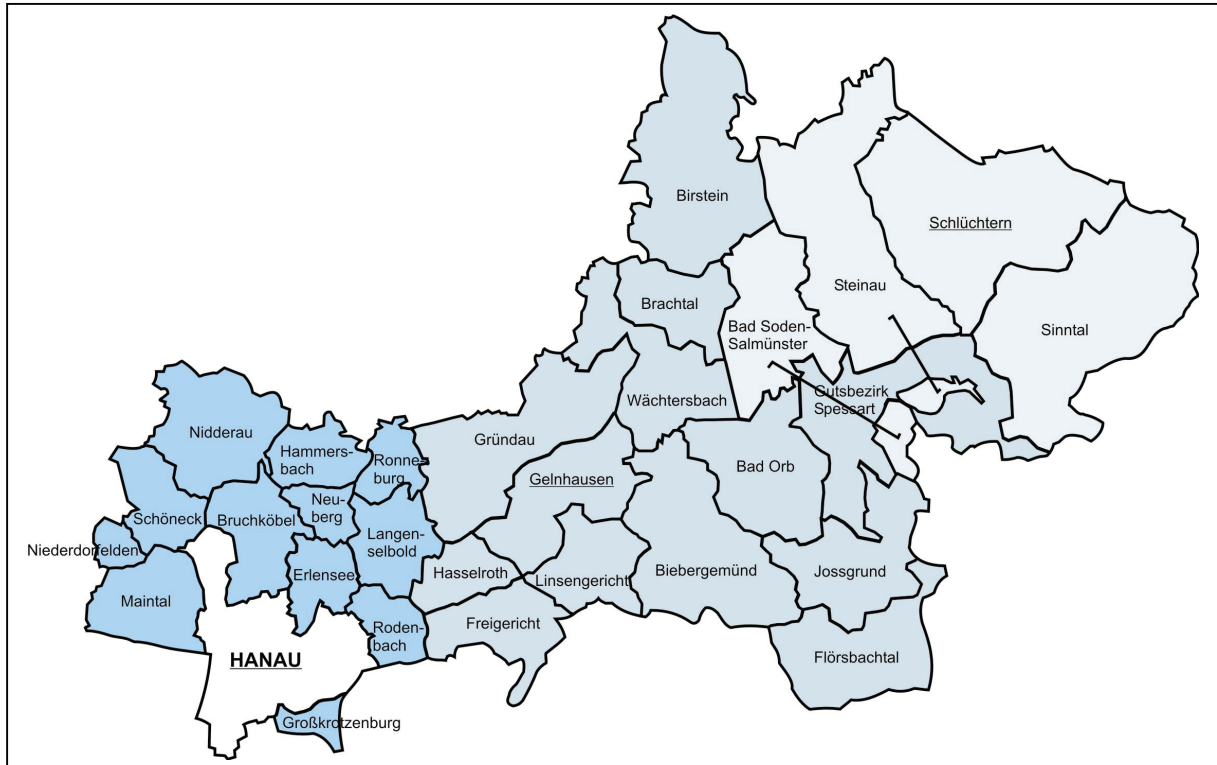 Birstein
Schlüchtern
Steinau
Brachtal
Bad Soden-
Salmünster
Sinntal
Gutsbezirk
Spessart
Wächtersbach
Nidderau
Gründau
Hammers-
bach
Ronne-
burg
Gelnhausen
Bad Orb
Neu-
berg
Schöneck
Bruchköbel
Langen-
selbold
Niederdorfelden
Erlensee
Hasselroth
Linsengericht
Biebergemünd
Jossgrund
Maintal
Freigericht
Roden-
bach
HANAU
Flörsbachtal
Großkrotzenburg